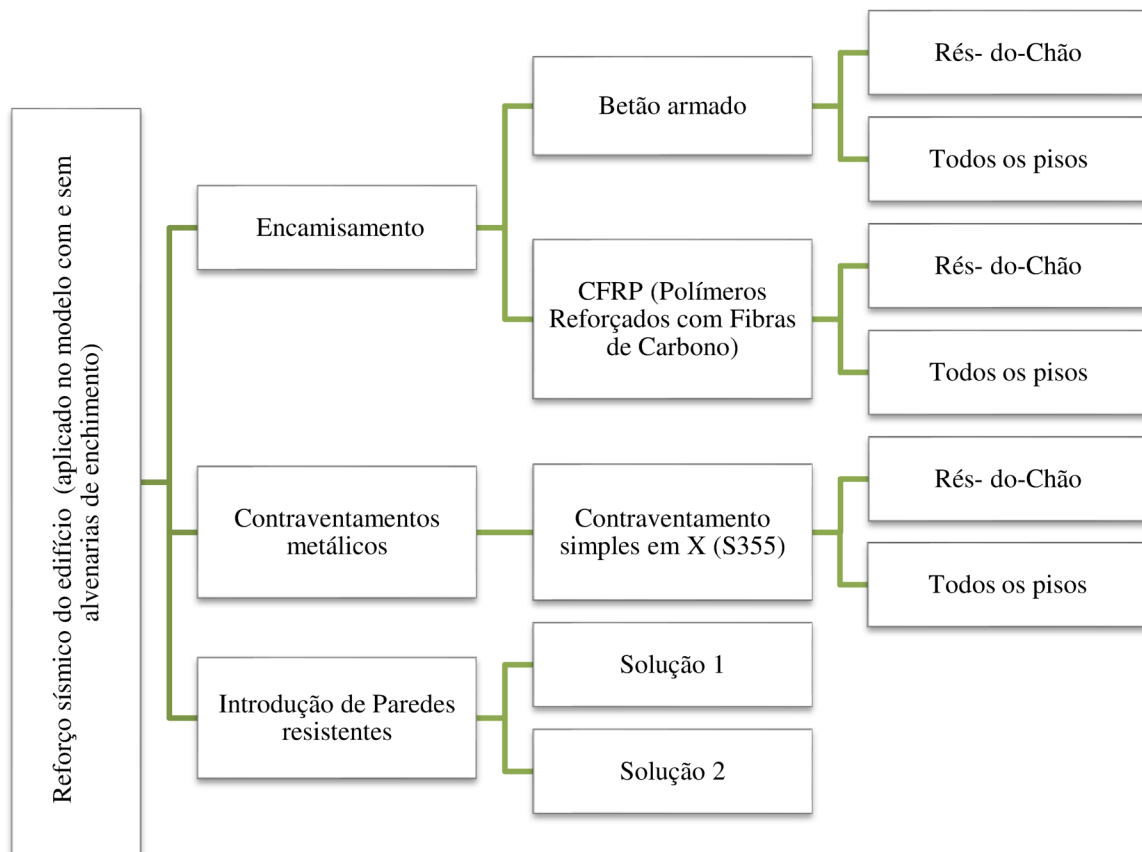 Reforço sísmico do edifício (aplicado no modelo com e sem
alvenarias de enchimento)
Encamisamento
Betão armado
Rés- do-Chão
Todos os pisos
CFRP (Polímeros
Reforçados com Fibras
de Carbono)
Rés- do-Chão
Todos os pisos
Contraventamentos
metálicos
Contraventamento
simples em X (S355)
Rés- do-Chão
Todos os pisos
Introdução de Paredes
resistentes
Solução 1
Solução 2